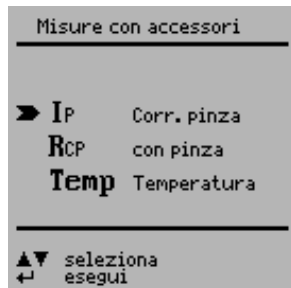 Misure con accessori
IP Corr. pinza
RCP con pinza
Temp Temperatura
▲▼ seleziona
↵ esegui